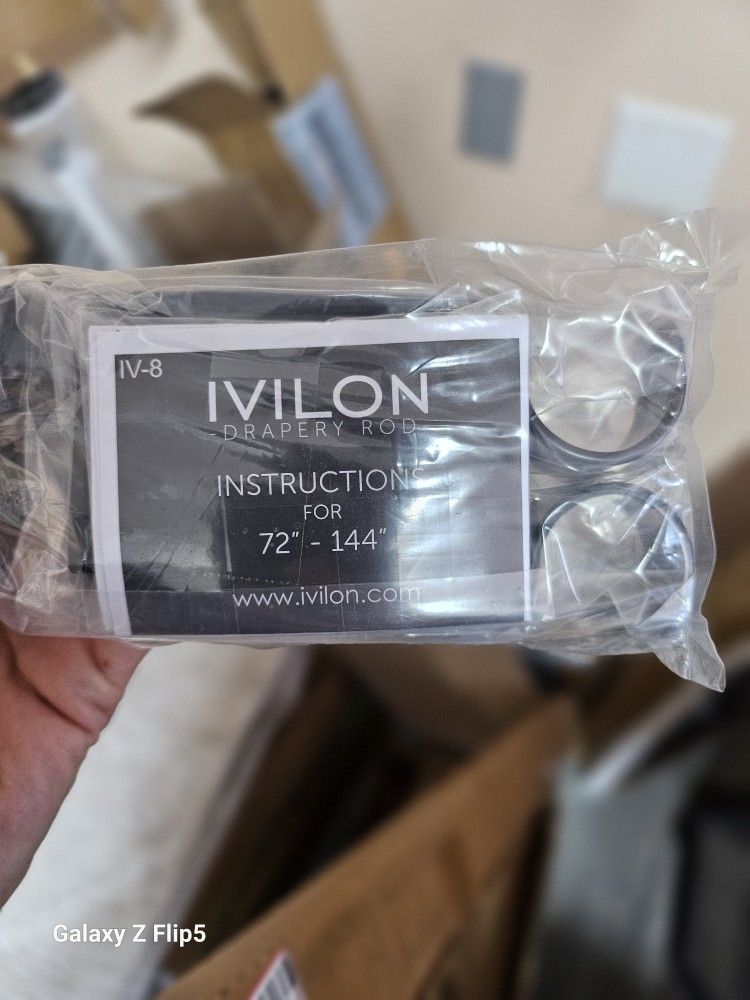 IV-8
IVILON
DRAPERY ROD
INSTRUCTIONS
FOR
72" - 144"
www.ivilon.com
Galaxy Z Flip5